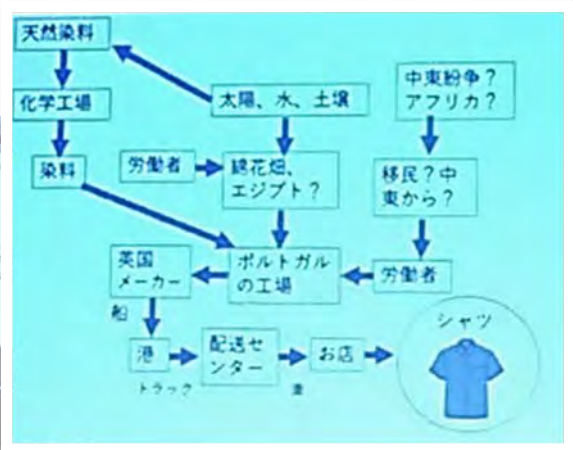 天然染料
化学工場
染料
太陽、水、土壌
労働者
綿花畑、
エジプト?
中東紛争?
アフリカ?
移民?中
東から?
労働者
ポルトガル
の工場
英国
メーカー
船
港
トラック
配送セ
ンター
車
お店
シャツ